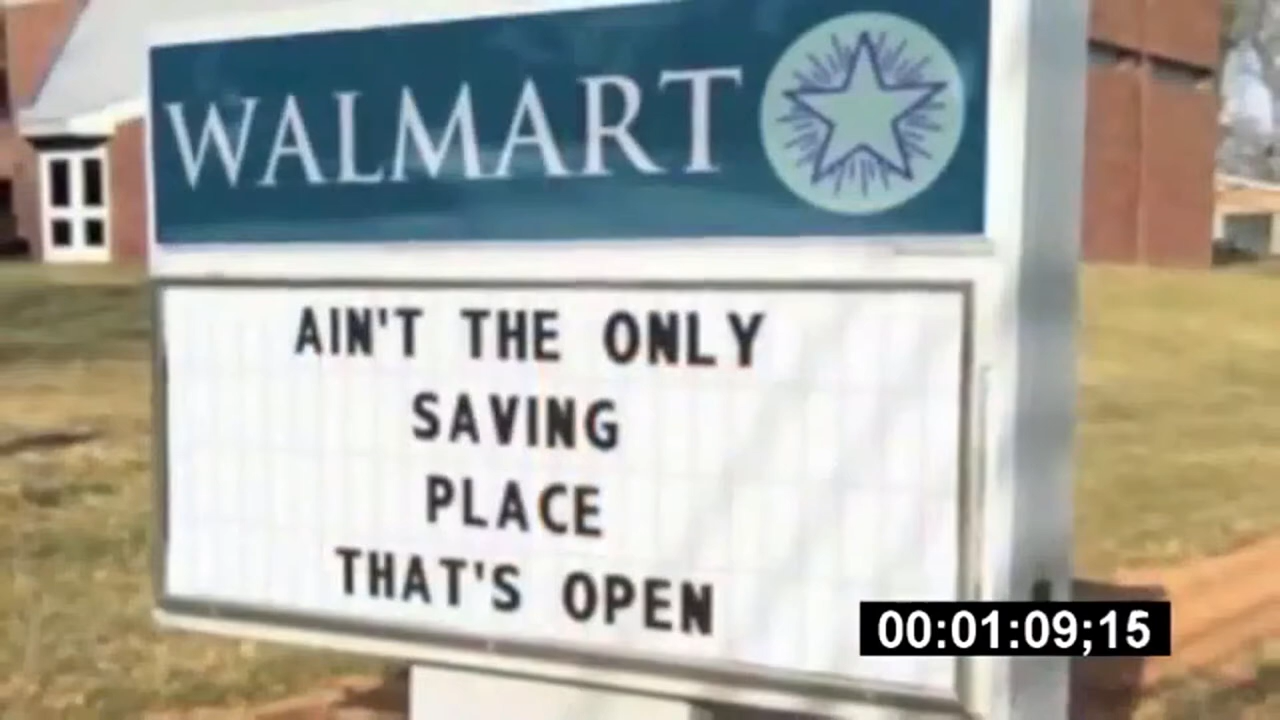 WALMART
AIN'T THE ONLY
SAVING
PLACE
THAT'S OPEN
00:01:09;15